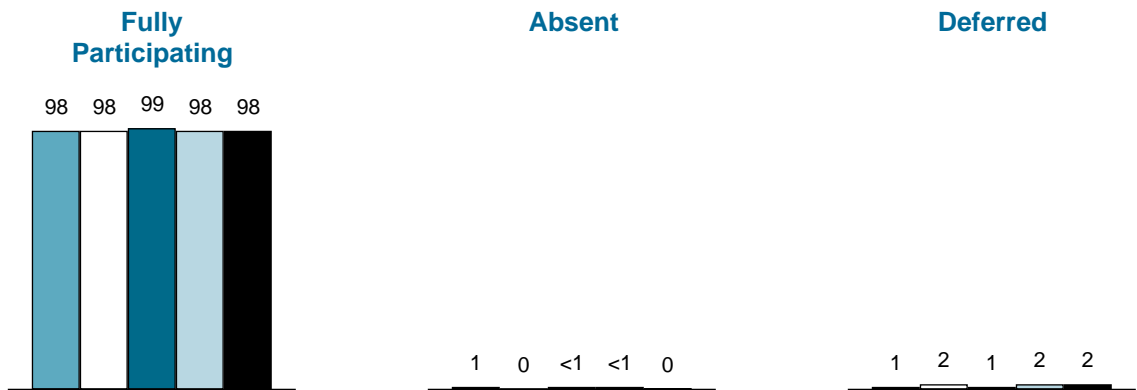 Fully
Participating
98 98 99 98 98
Absent
1 0 <1 <1 0
Deferred
1 2 1 2 2